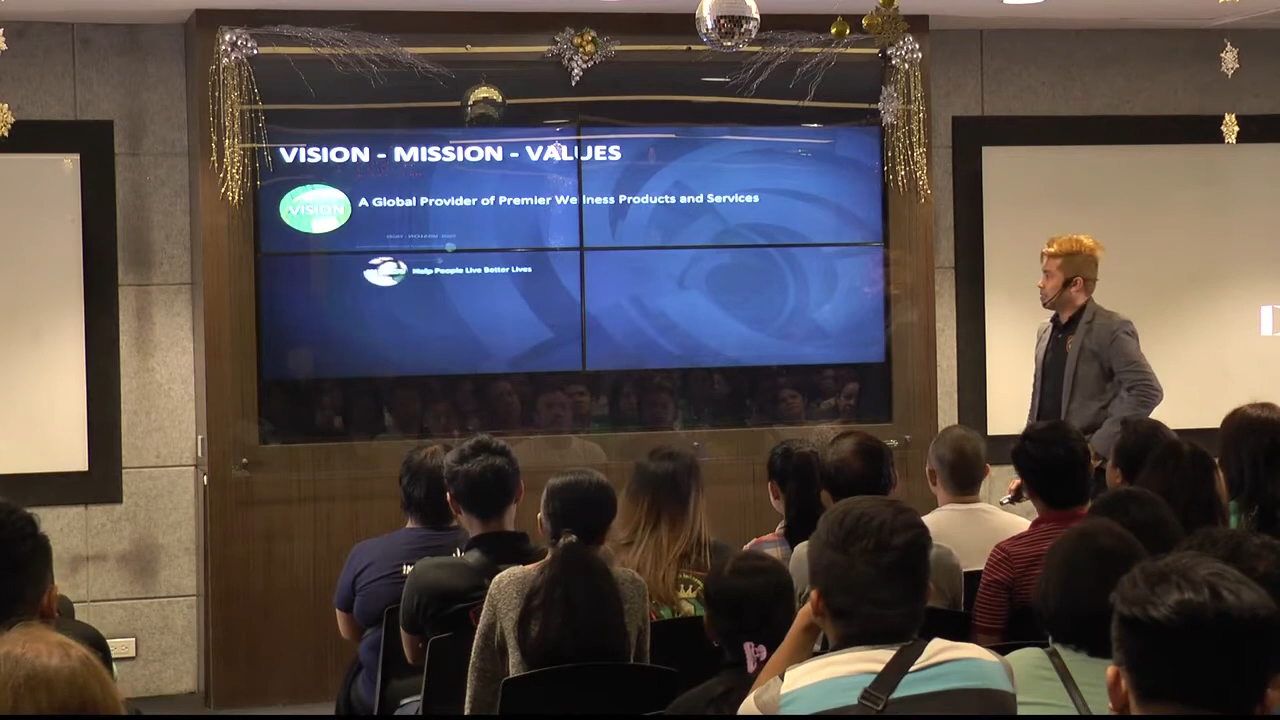 VISION - MISSION - VALUES
VISION
A Global Provider of Premier Wellness Products and Services
Help People Live Better Lives